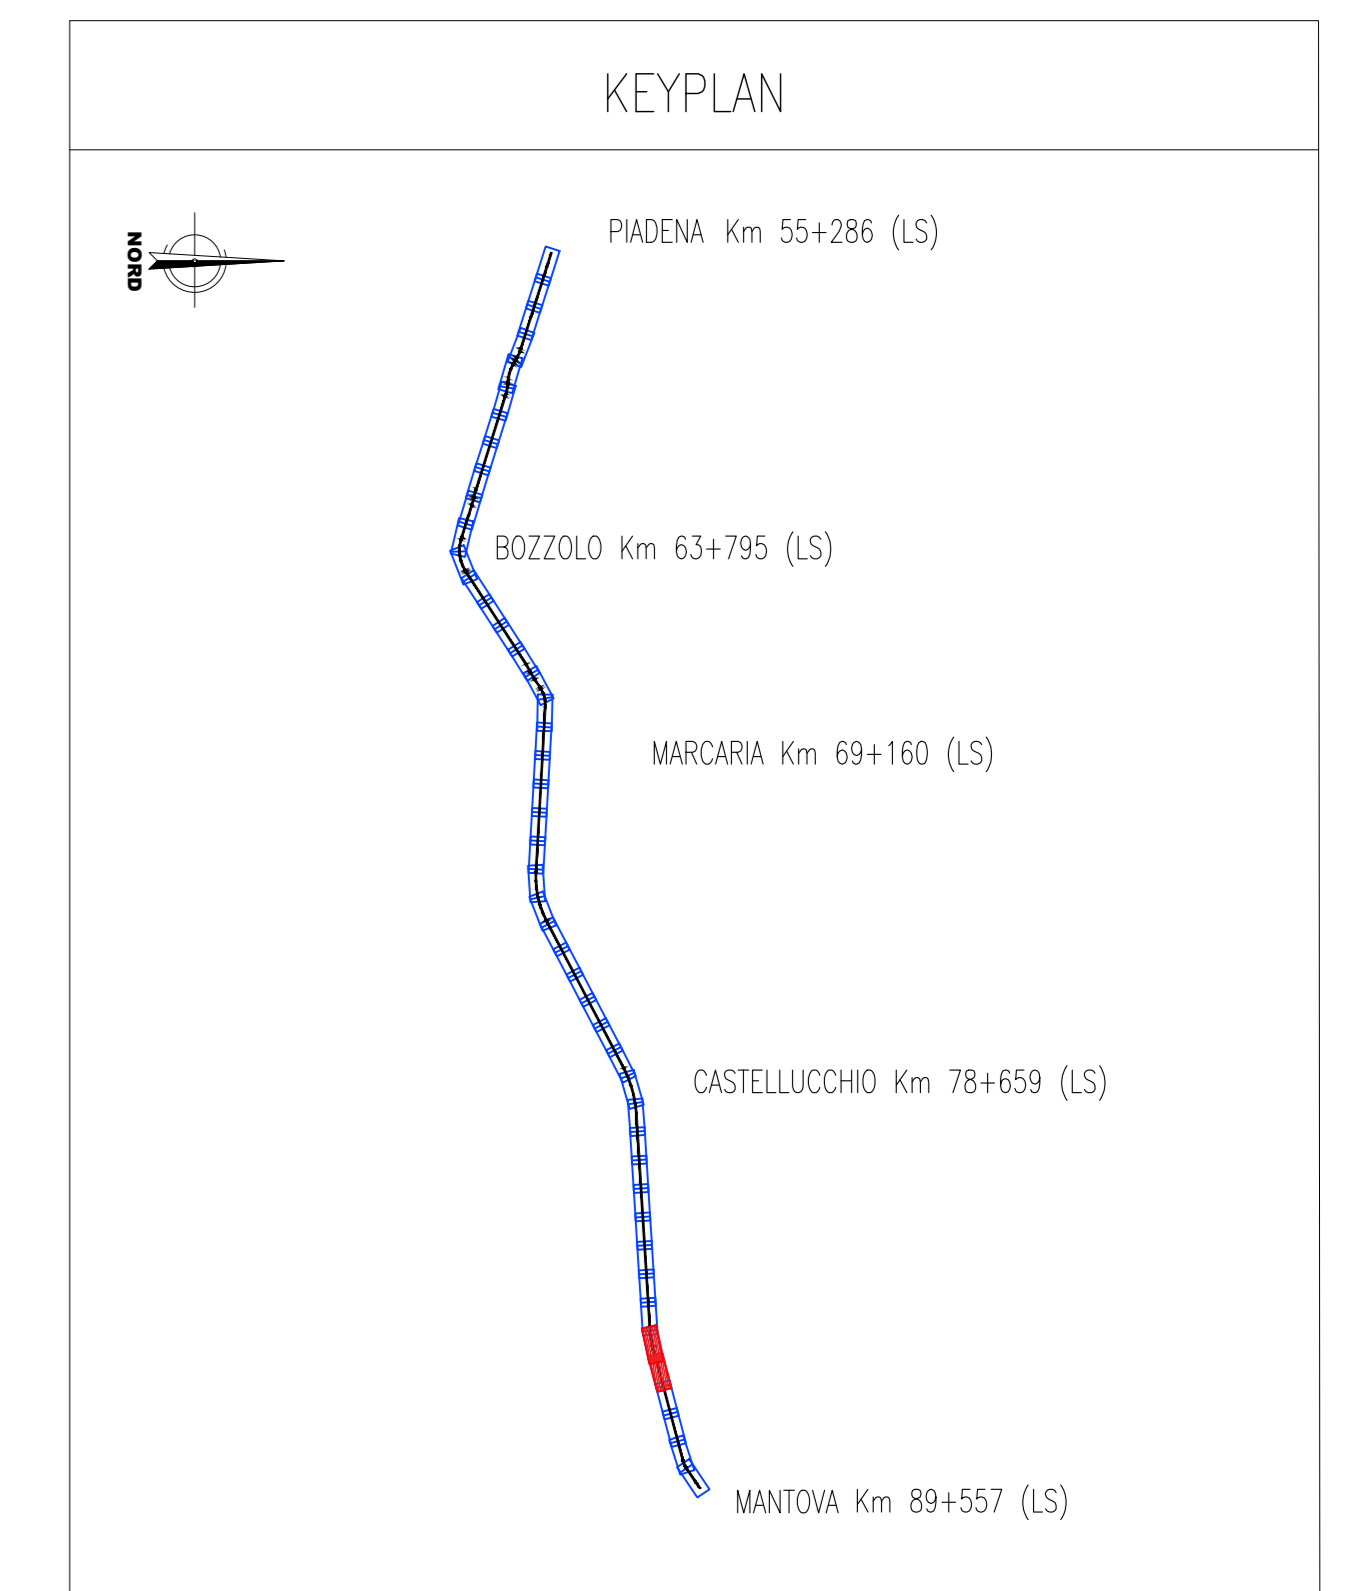 KEYPLAN
NORD
PIADENA Km 55+286 (LS)
BOZZOLO Km 63+795 (LS)
MARCARIA Km 69+160 (LS)
CASTELLUCCHIO Km 78+659 (LS)
MANTOVA Km 89+557 (LS)